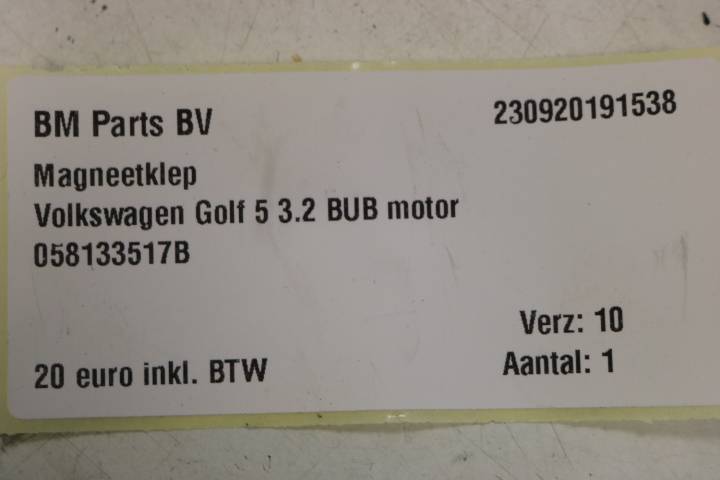 BM Parts BV
230920191538
Magneetklep
Volkswagen Golf 5 3.2 BUB motor
058133517B
Verz: 10
20 euro inkl. BTW
Aantal: 1